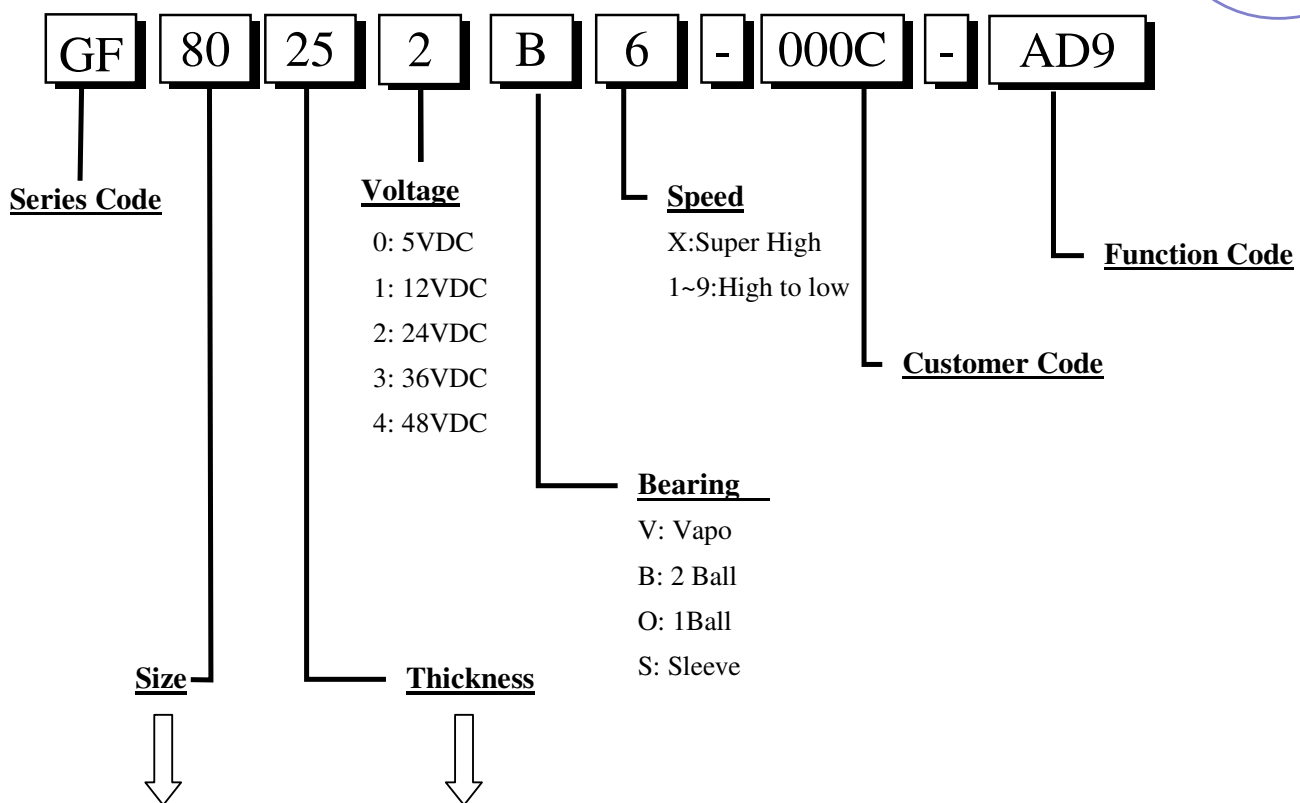 GF 80 25 2 B 6 - 000C - AD9
Series Code
Voltage
0: 5VDC
1: 12VDC
2: 24VDC
3: 36VDC
4: 48VDC
Speed
X:Super High
1~9:High to low
Function Code
Customer Code
Bearing
V: Vapo
B: 2 Ball
O: 1Ball
S: Sleeve
Size
Thickness